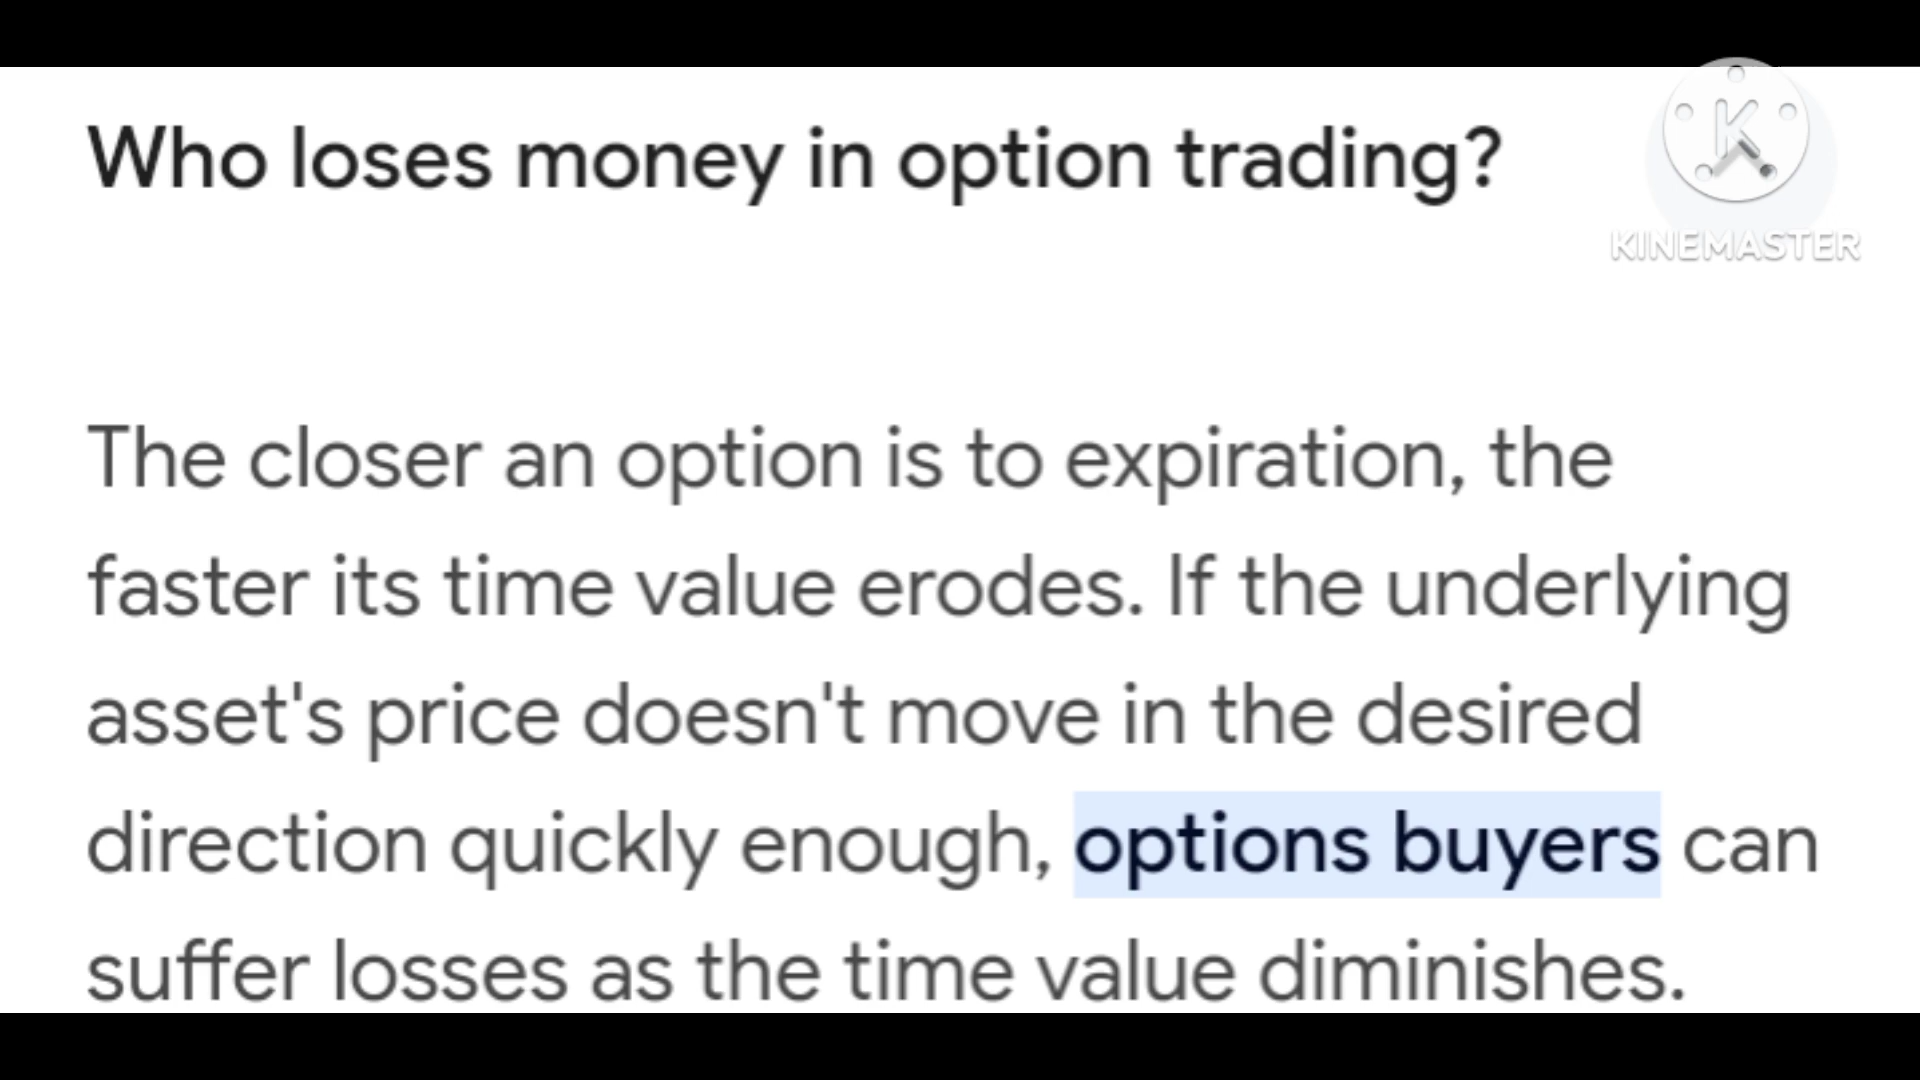 Who loses money in option trading?
K
KINEMASTER
The closer an option is to expiration, the
faster its time value erodes. If the underlying
asset's price doesn't move in the desired
direction quickly enough, options buyers can
suffer losses as the time value diminishes.